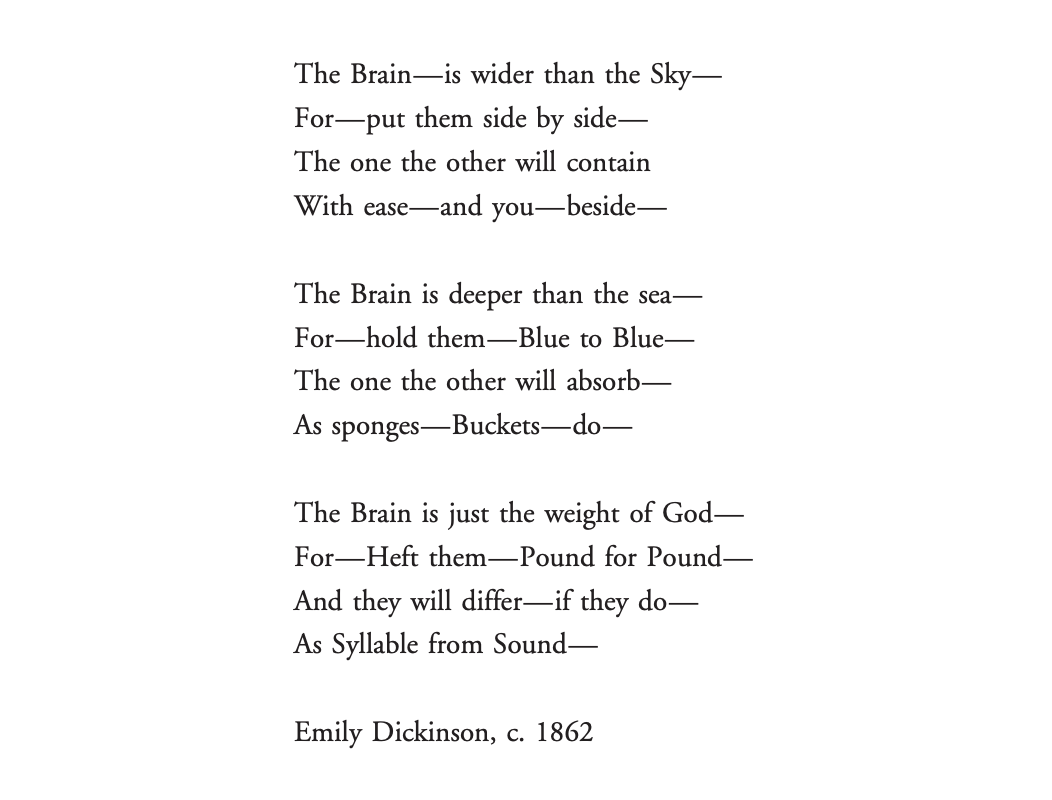 The Brain—is wider than the Sky—
For—put them side by side—
The one the other will contain
With ease—and you—beside—

The Brain is deeper than the sea—
For—hold them—Blue to Blue—
The one the other will absorb—
As sponges—Buckets—do—

The Brain is just the weight of God—
For—Heft them—Pound for Pound—
And they will differ—if they do—
As Syllable from Sound—

Emily Dickinson, c. 1862